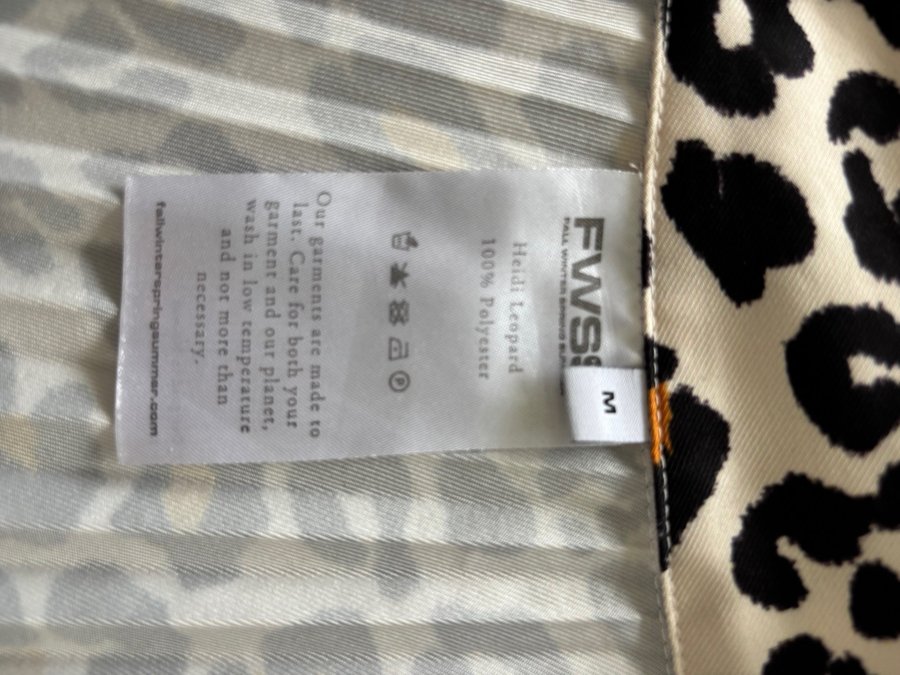 FWSS
FALL WINTER SPRING SUMMER
M
Heidi Leopard
100% Polyester
P
Our garments are made to
last. Care for both your
garment and our planet,
wash in low temperature
and not more than
necessary.
fallwinterspringsummer.com